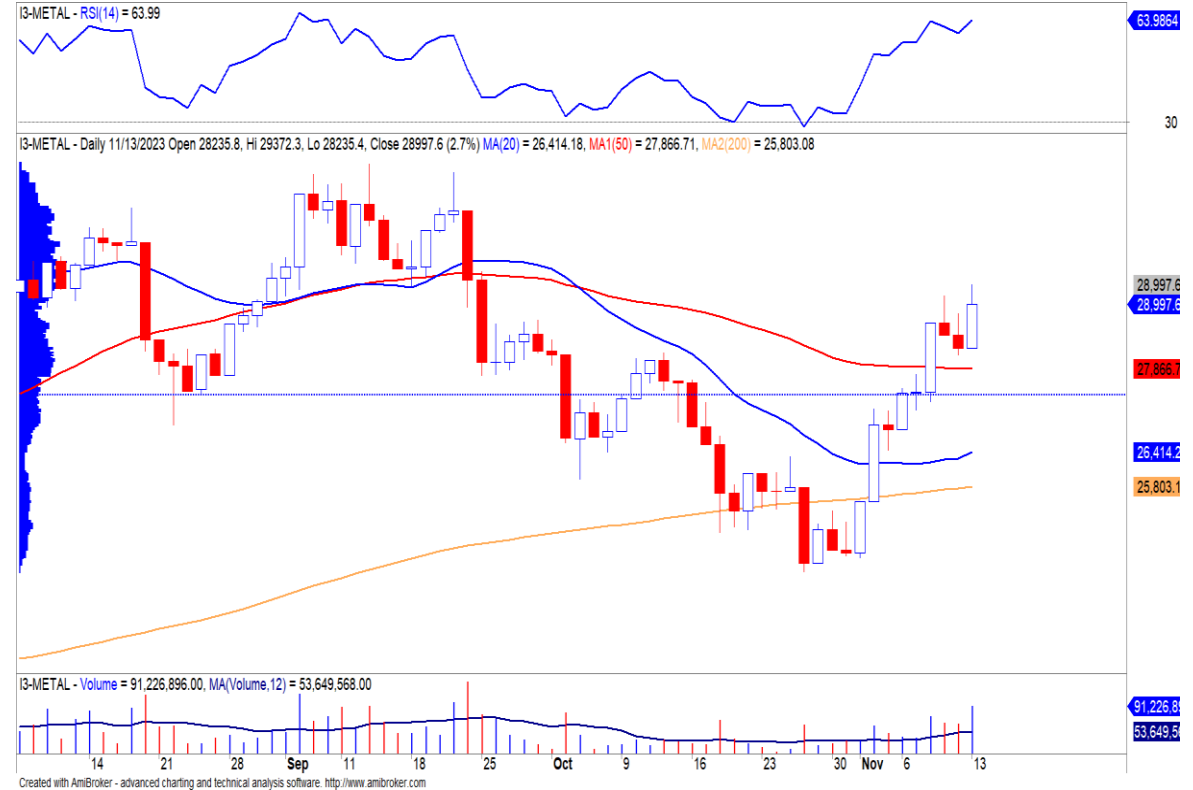 I3-METAL - RSI(14) = 63.99
63.9864
30
I3-METAL - Daily 11/13/2023 Open 28235.8, Hi 29372.3, Lo 28235.4, Close 28997.6 (2.7%) MA(20) = 26,414.18, MA1(50) = 27,866.71, MA2(200) = 25,803.08
28,997.6
28,997.6
27,866.7
26,414.2
25,803.1
I3-METAL - Volume = 91,226,896.00, MA(Volume,12) = 53,649,568.00
91,226,89
53,649,56
14 21 28 Sep 11 18 25 Oct 9 16 23 30 Nov 6 13
Created with AmiBroker - advanced charting and technical analysis software. http://www.amibroker.com